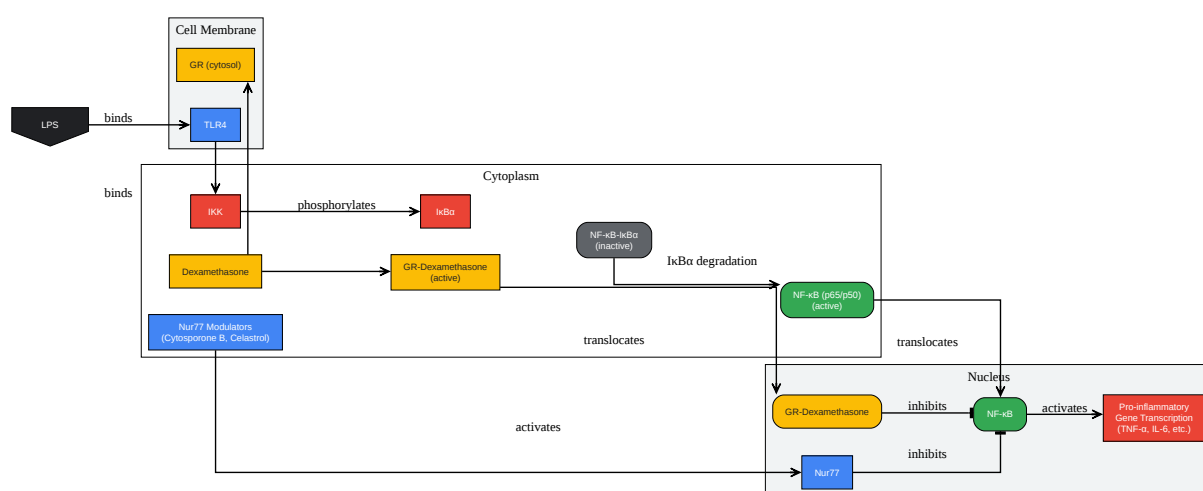 Cell Membrane
GR (cytosol)
LPS
binds
TLR4
Cytoplasm
binds
IKK
phosphorylates
IκBα
NF-κB-IκBα
(inactive)
IκBα degradation
Dexamethasone
GR-Dexamethasone
(active)
NF-κB (p65/p50)
(active)
Nur77 Modulators
(Cytosporone B, Celastrol)
translocates
translocates
Nucleus
GR-Dexamethasone
inhibits
NF-κB
activates
Pro-inflammatory
Gene Transcription
(TNF-α, IL-6, etc.)
activates
inhibits
Nur77